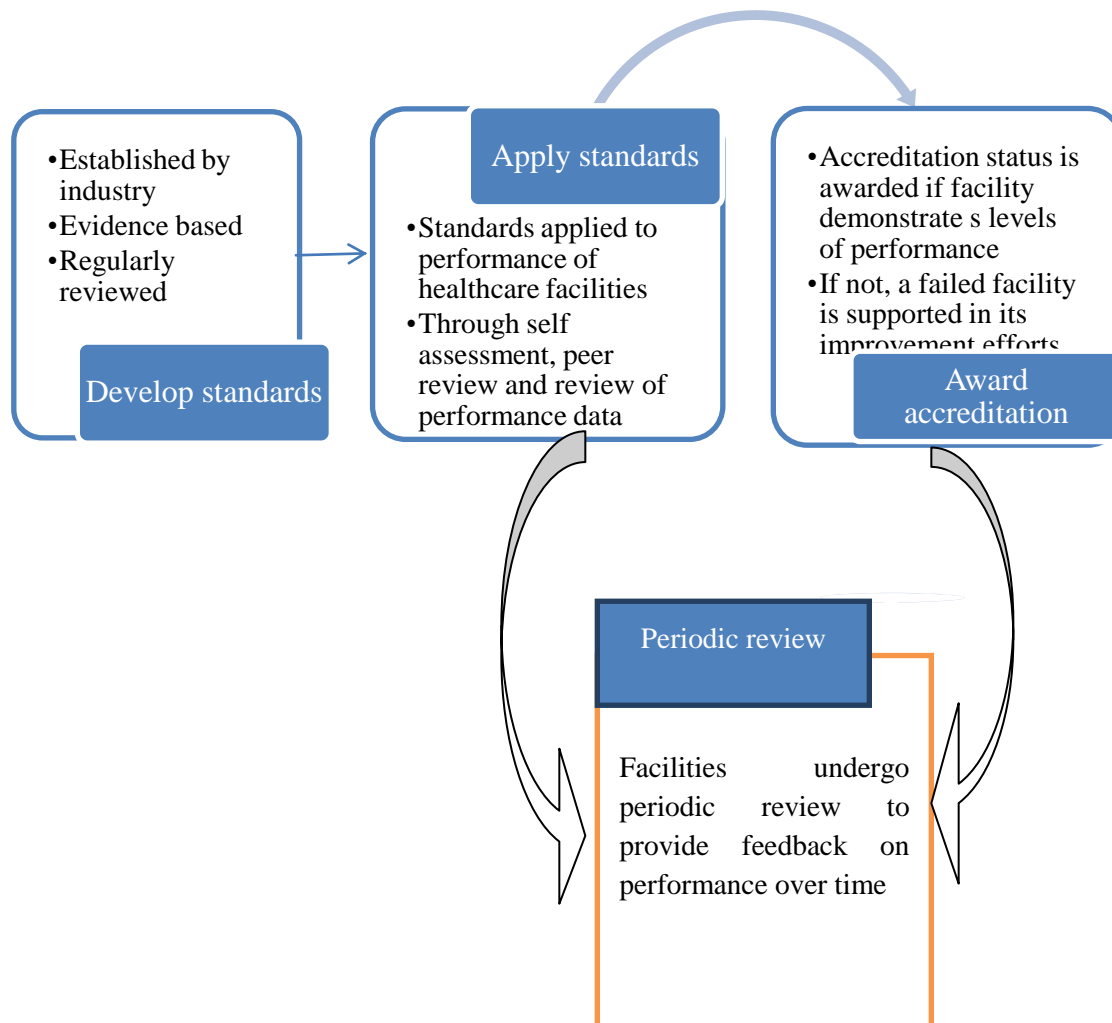 •Established by
industry
•Evidence based
•Regularly
reviewed
Develop standards
Apply standards
•Standards applied to
performance of
healthcare facilities
•Through self
assessment, peer
review and review of
performance data
•Accreditation status is
awarded if facility
demonstrate s levels
of performance
•If not, a failed facility
is supported in its
improvement efforts
Award
accreditation
Periodic review
Facilities undergo
periodic review to
provide feedback on
performance over time